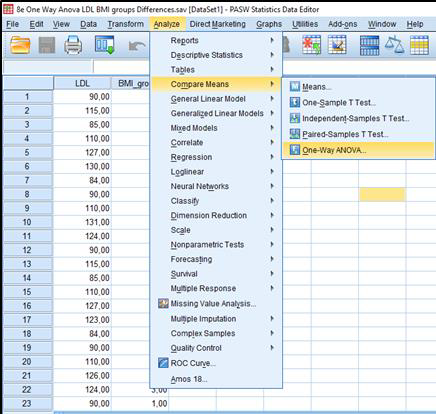 8e One Way Anova LDL BMI groups Differences.sav [DataSet1] - PASW Statistics Data Editor
File Edit View Data Transform Analyze Direct Marketing Graphs Utilities Add-ons Window Help
LDL BMI_gro
Reports
Descriptive Statistics
Tables
Compare Means
General Linear Model
Generalized Linear Models
Mixed Models
Correlate
Regression
Loglinear
Neural Networks
Classify
Dimension Reduction
Scale
Nonparametric Tests
Forecasting
Survival
Multiple Response
Missing Value Analysis...
Multiple Imputation
Complex Samples
Quality Control
ROC Curve...
Amos 18...
Means...
One-Sample T Test...
Independent-Samples T Test...
Paired-Samples T Test...
One-Way ANOVA...
1 90,00
2 115,00
3 85,00
4 110,00
5 127,00
6 130,00
7 84,00
8 90,00
9 110,00
10 131,00
11 124,00
12 90,00
13 115,00
14 85,00
15 110,00
16 127,00
17 123,00
18 84,00
19 90,00
20 110,00
21 126,00
22 124,00 3,00
23 90,00 1,00